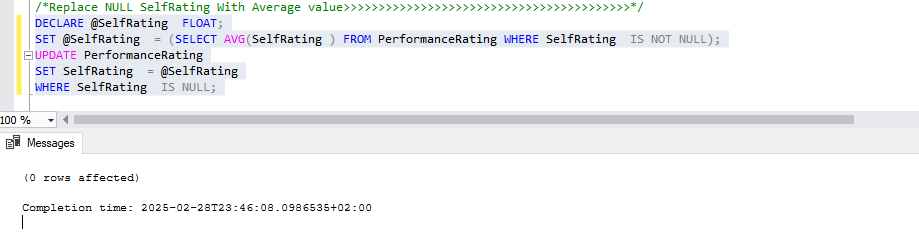 /*Replace NULL SelfRating With Average value>>>>>>>>>>>>>>>>>>>>>>>>>>>>>>>>>>>>>>>>>*/
DECLARE @SelfRating  FLOAT;
SET @SelfRating  = (SELECT AVG(SelfRating ) FROM PerformanceRating WHERE SelfRating  IS NOT NULL);
UPDATE PerformanceRating
SET SelfRating  = @SelfRating
WHERE SelfRating  IS NULL;
100 %
Messages
(0 rows affected)
Completion time: 2025-02-28T23:46:08.0986535+02:00